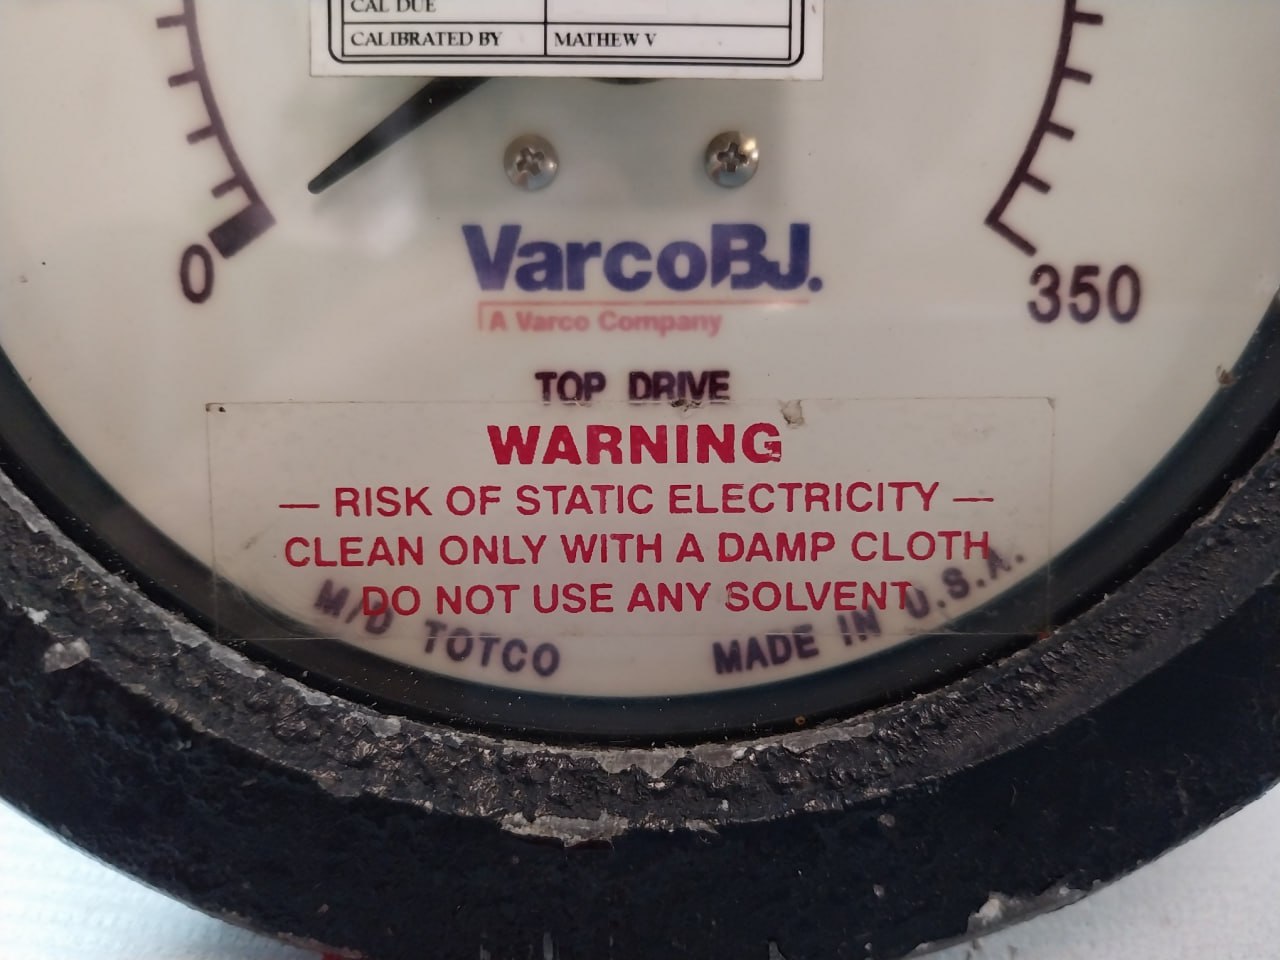 CAL DUE
CALIBRATED BY MATHEW V
0
350
VarcoBJ.
A Varco Company
TOP DRIVE
WARNING
— RISK OF STATIC ELECTRICITY —
CLEAN ONLY WITH A DAMP CLOTH
DO NOT USE ANY SOLVENT
M/D TOTCO MADE IN U.S.A.